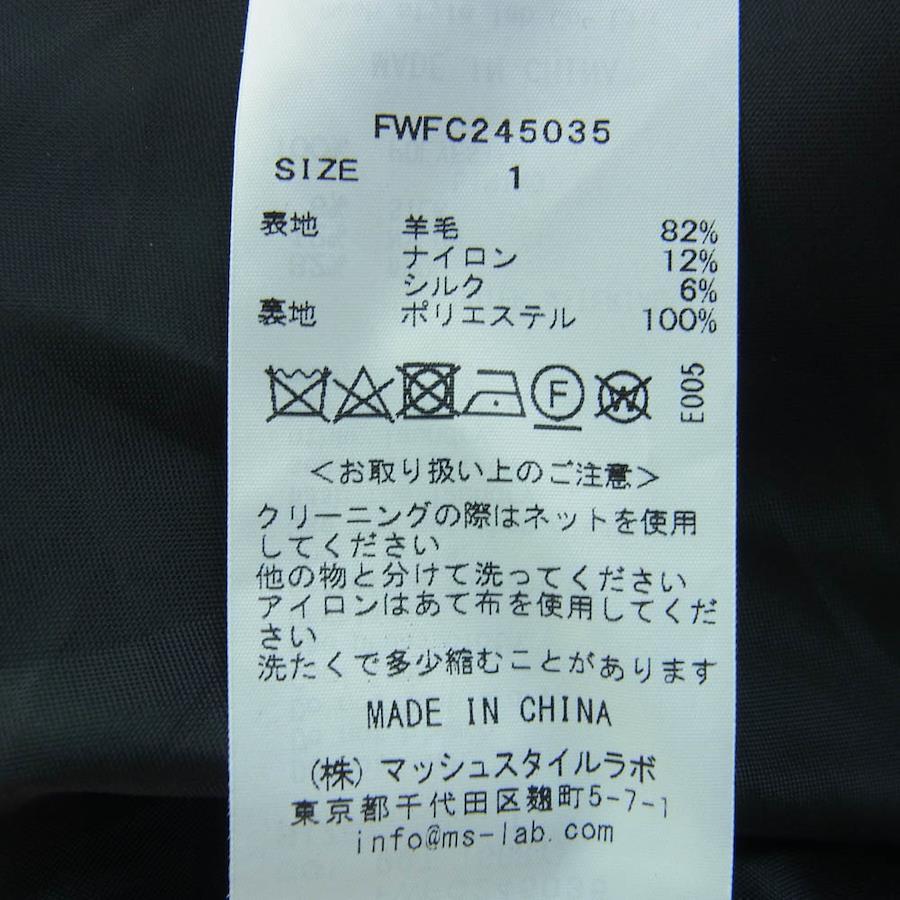 FWFC245035
SIZE 1
表地 羊毛 82%
ナイロン 12%
シルク 6%
裏地 ポリエステル 100%
F W E005
<お取り扱い上のご注意>
クリーニングの際はネットを使用
してください
他の物と分けて洗ってください
アイロンはあて布を使用してくだ
さい
洗たくで多少縮むことがあります
MADE IN CHINA
(株)マッシュスタイルラボ
東京都千代田区麹町5-7-1
info@ms-lab.com